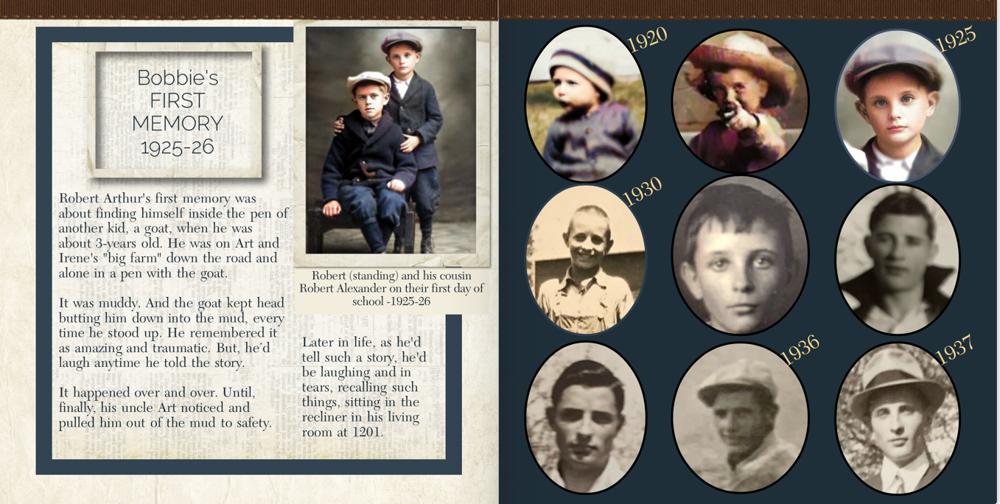 Bobbie's
FIRST
MEMORY
1925-26
Robert Arthur's first memory was
about finding himself inside the pen of
another kid, a goat, when he was
about 3-years old. He was on Art and
Irene's "big farm" down the road and
alone in a pen with the goat.
It was muddy. And the goat kept head
butting him down into the mud, every
time he stood up. He remembered it
as amazing and traumatic. But, he'd
laugh anytime he told the story.
It happened over and over. Until,
finally, his uncle Art noticed and
pulled him out of the mud to safety.
Robert (standing) and his cousin
Robert Alexander on their first day of
school -1925-26
Later in life, as he'd
tell such a story, he'd
be laughing and in
tears, recalling such
things, sitting in the
recliner in his living
room at 1201.
1920
1925
1930
1936
1937